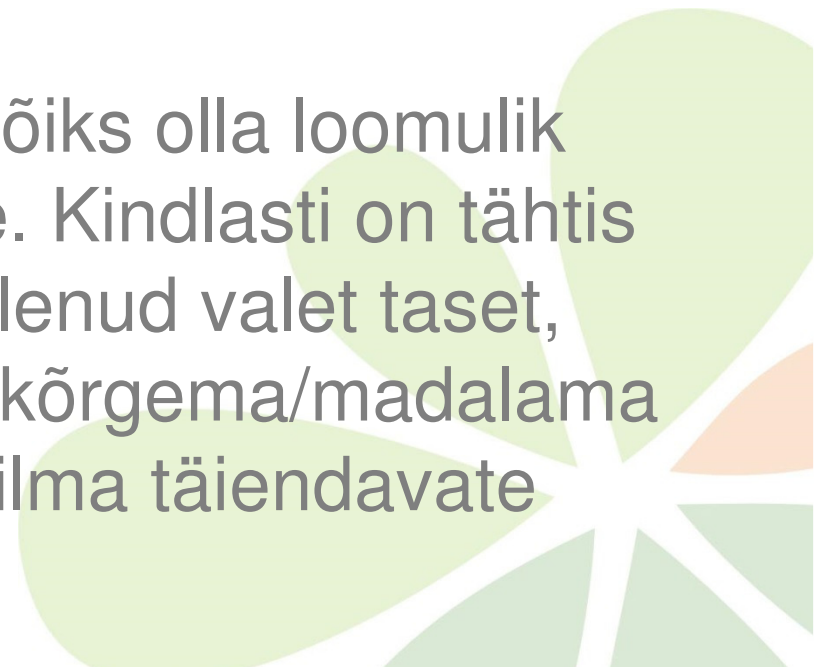 õiks olla loomulik
e. Kindlasti on tähtis
lenud valet taset,
kõrgema/madalama
ilma täiendavate